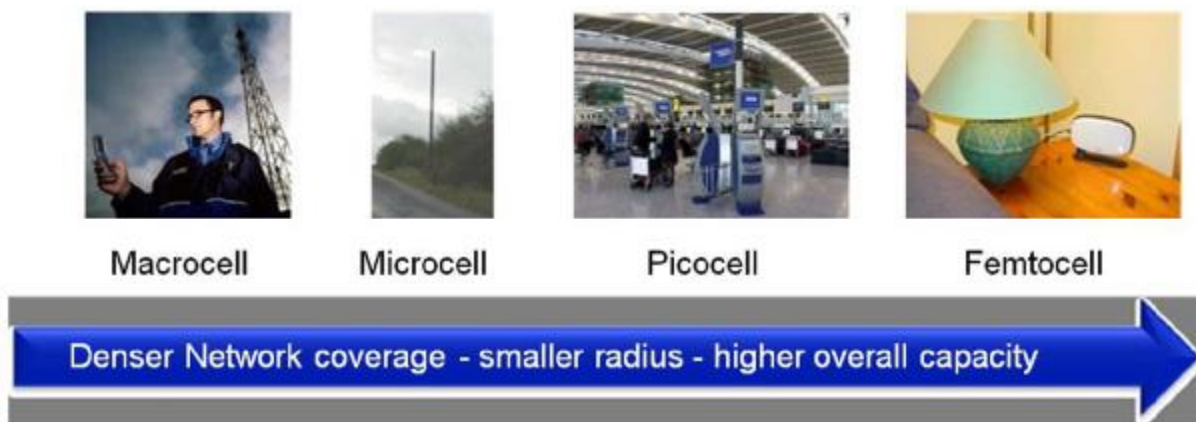 Macrocell
Microcell
Picocell
Femtocell
Denser Network coverage - smaller radius - higher overall capacity